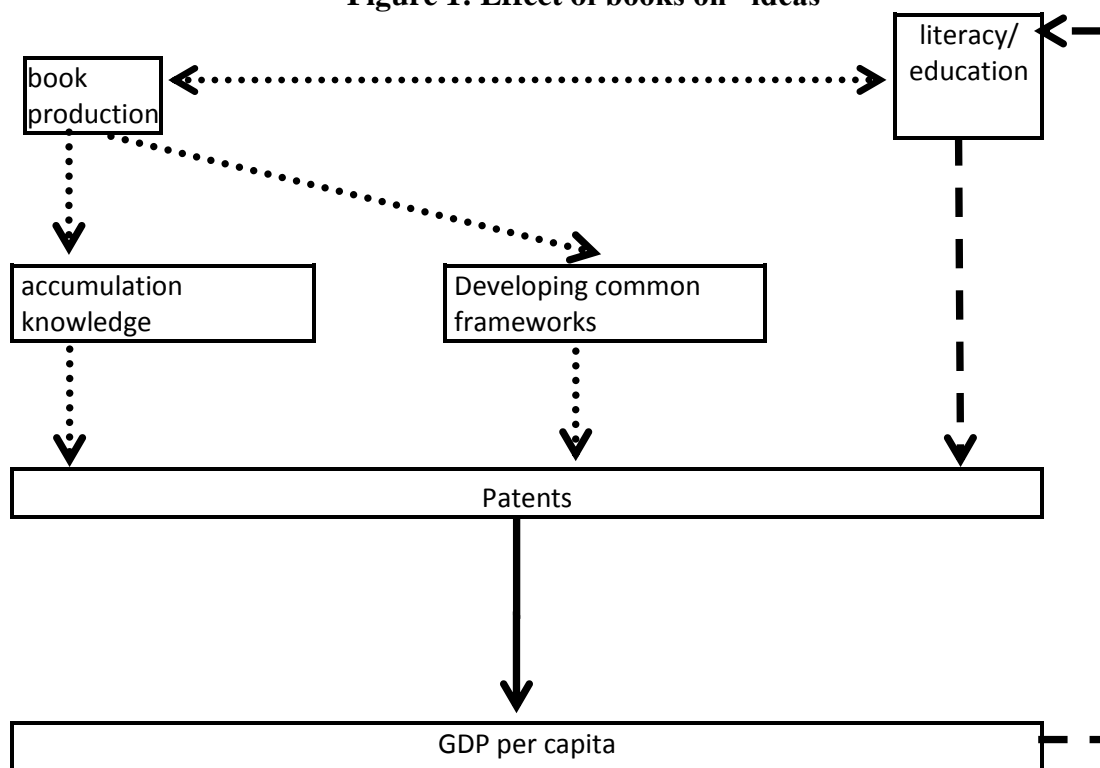 Figure 1: Effect of books on "ideas"
literacy/
education
book
production
accumulation
knowledge
Developing common
frameworks
Patents
GDP per capita